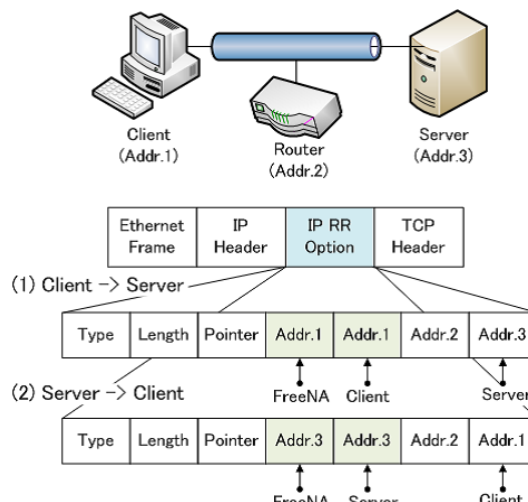 Client
(Addr.1)
Router
(Addr.2)
Server
(Addr.3)
Ethernet Frame
IP Header
IP RR Option
TCP Header
(1) Client -> Server
Type Length Pointer Addr.1 Addr.1 Addr.2 Addr.3
FreeNA Client Server
(2) Server -> Client
Type Length Pointer Addr.3 Addr.3 Addr.2 Addr.1
FreeNA Server Client